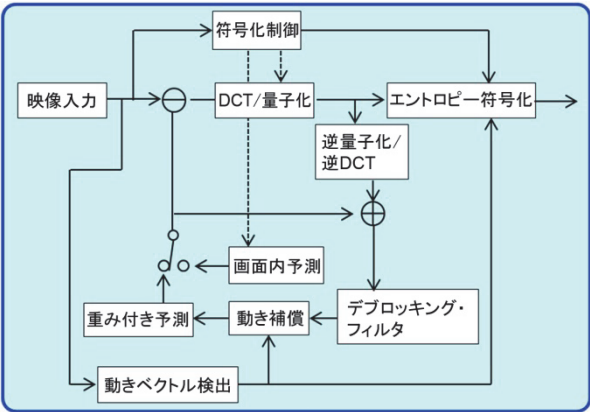 符号化制御
映像入力
DCT/量子化
エントロピー符号化
逆量子化/
逆DCT
画面内予測
重み付き予測
動き補償
デブロッキング・
フィルタ
動きベクトル検出